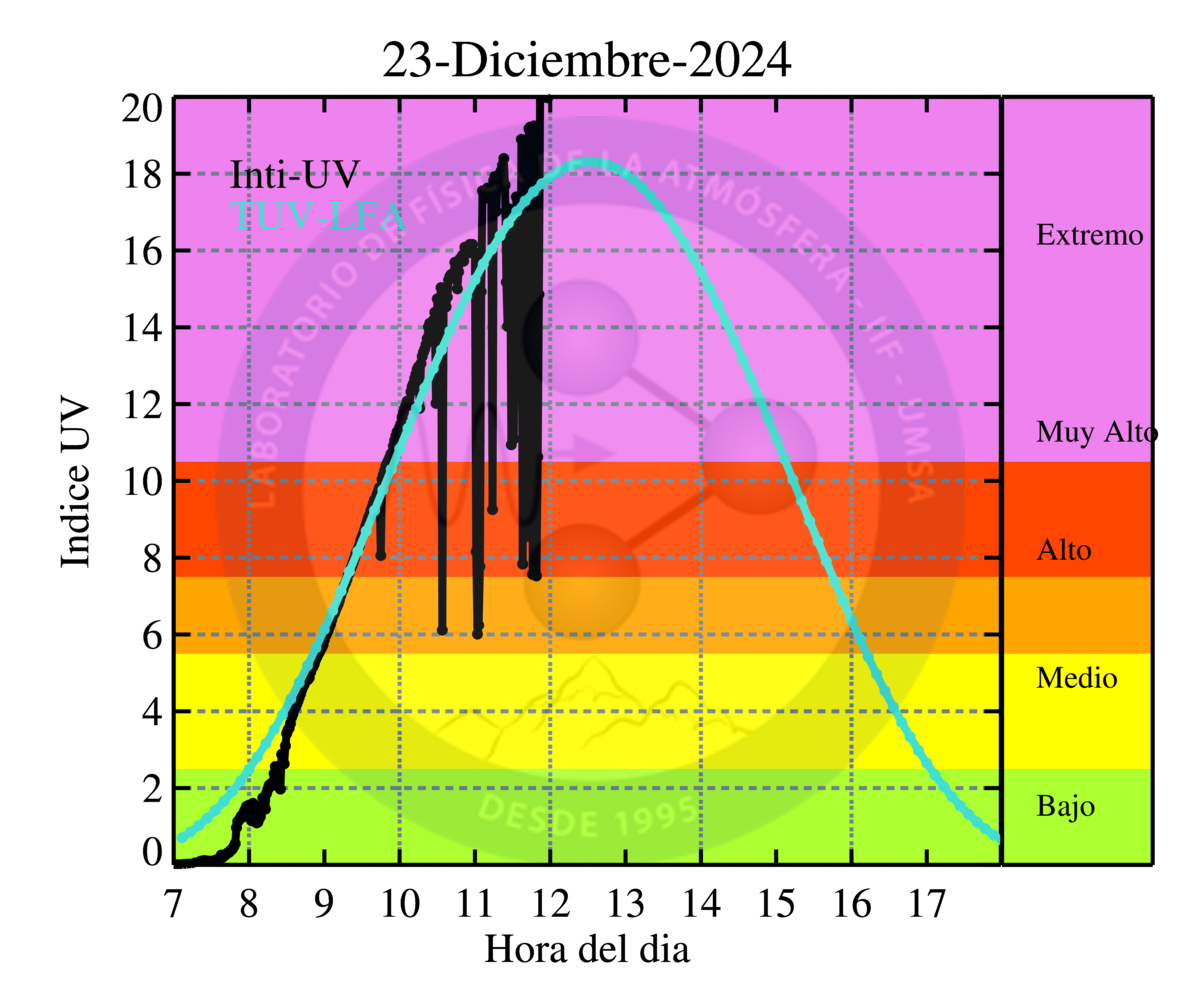 23-Diciembre-2024
20
18
16
14
12
10
8
6
4
2
0
Indice UV
Inti-UV
TUV-LFA
LABORATORIO DE FÍSICA DE LA ATMÓSFERA - IIF - UMSA
DESDE 1995
Extremo
Muy Alto
Alto
Medio
Bajo
7 8 9 10 11 12 13 14 15 16 17
Hora del dia